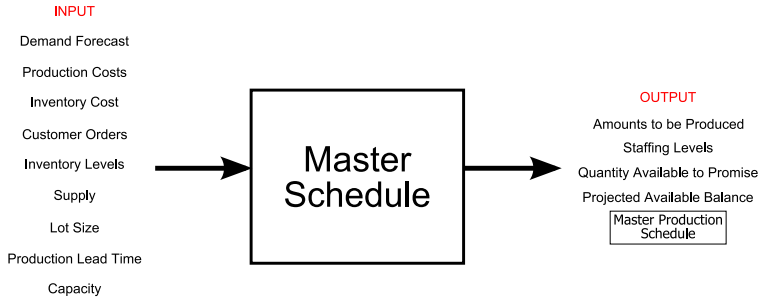 INPUT
Demand Forecast
Production Costs
Inventory Cost
Customer Orders
Inventory Levels
Supply
Lot Size
Production Lead Time
Capacity
Master
Schedule
OUTPUT
Amounts to be Produced
Staffing Levels
Quantity Available to Promise
Projected Available Balance
Master Production
Schedule